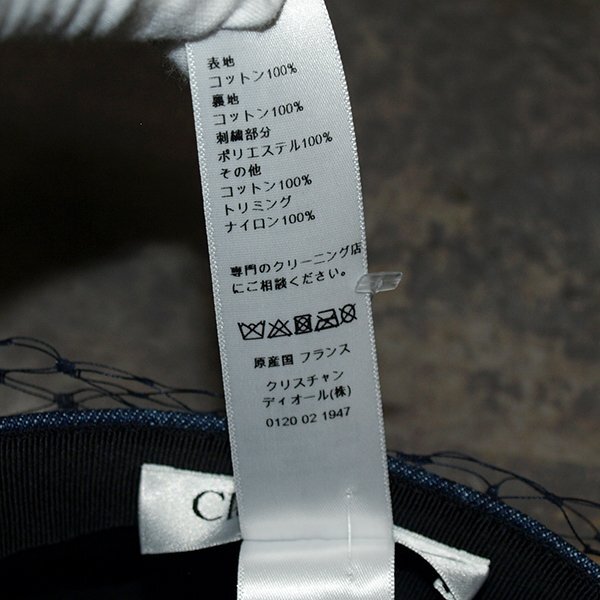 表地
コットン100%
裏地
コットン100%
刺繍部分
ポリエステル100%
その他
コットン100%
トリミング
ナイロン100%
専門のクリーニング店
にご相談ください。
原産国 フランス
クリスチャン
ディオール(株)
0120 02 1947